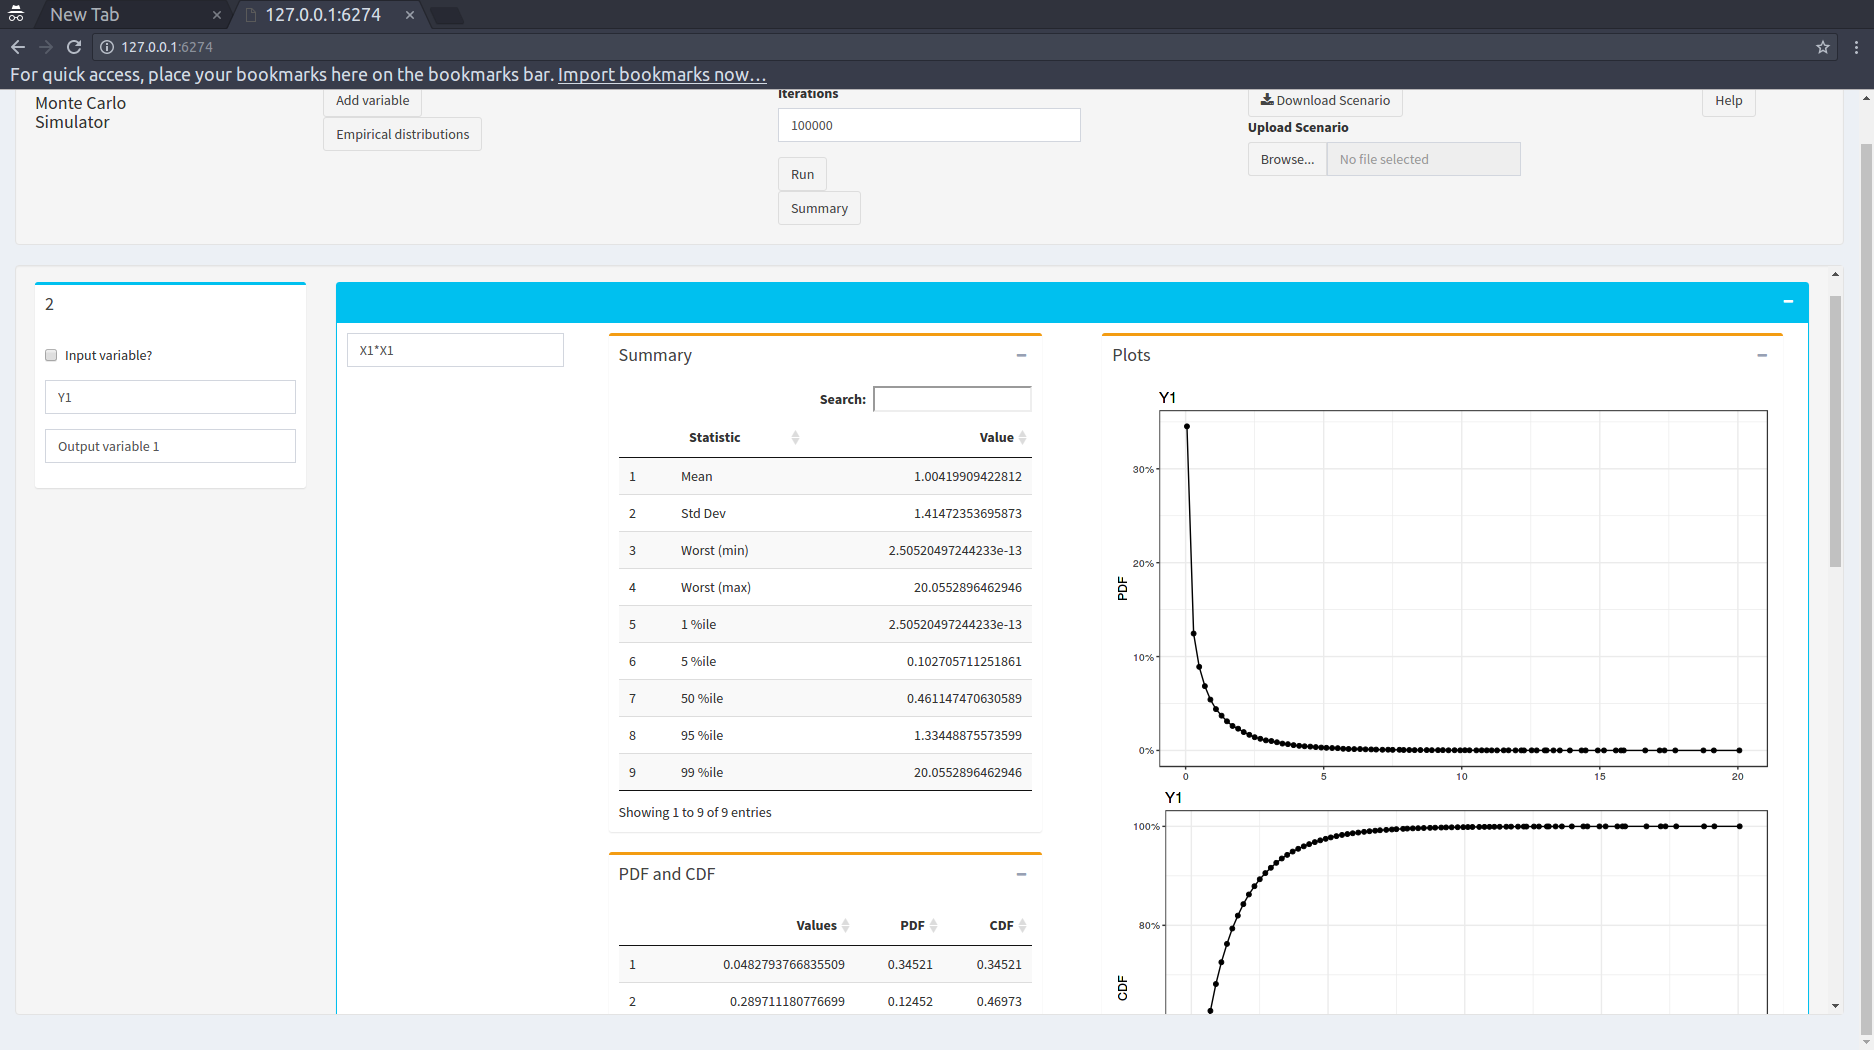 New Tab
127.0.0.1:6274
127.0.0.1:6274
For quick access, place your bookmarks here on the bookmarks bar. Import bookmarks now...
Monte Carlo
Simulator
Add variable
Empirical distributions
Iterations
100000
Run
Summary
Download Scenario
Upload Scenario
Browse...
No file selected
Help
2
Input variable?
Y1
Output variable 1
X1*X1
Summary
Search:
Statistic Value
1 Mean 1.00419909422812
2 Std Dev 1.41472353695873
3 Worst (min) 2.50520497244233e-13
4 Worst (max) 20.0552896462946
5 1 %ile 2.50520497244233e-13
6 5 %ile 0.102705711251861
7 50 %ile 0.461147470630589
8 95 %ile 1.33448875573599
9 99 %ile 20.0552896462946
Showing 1 to 9 of 9 entries
PDF and CDF
Values PDF CDF
1 0.0482793766835509 0.34521 0.34521
2 0.289711180776699 0.12452 0.46973
Plots
Y1
30%
20%
10%
0%
PDF
0 5 10 15 20
Y1
100%
80%
CDF